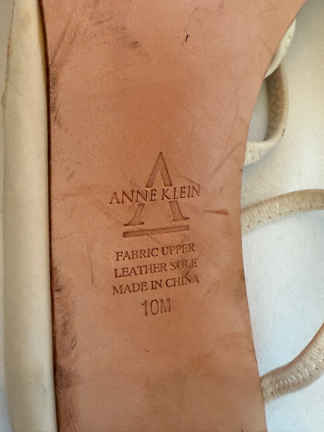 A
ANNE KLEIN
FABRIC UPPER
LEATHER SOLE
MADE IN CHINA
10M